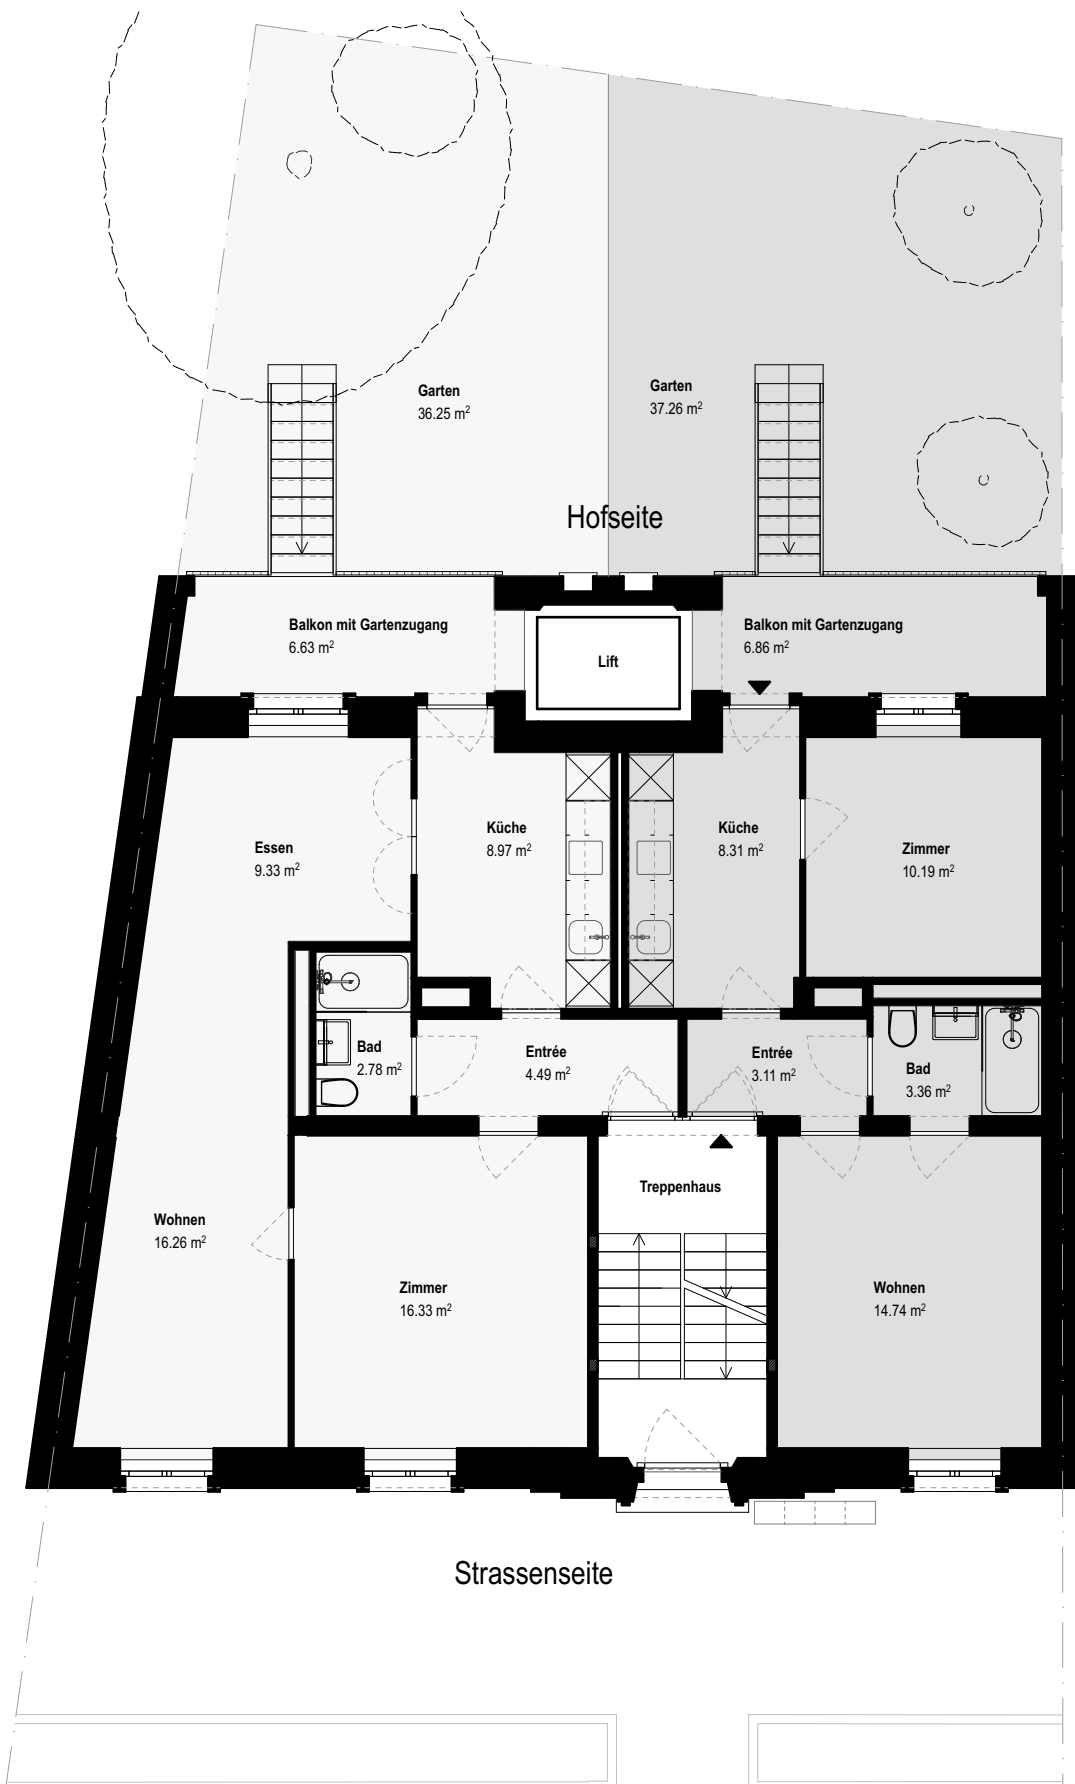 Garten
36.25 m²
Garten
37.26 m²
Hofseite
Balkon mit Gartenzugang
6.63 m²
Lift
Balkon mit Gartenzugang
6.86 m²
Essen
9.33 m²
Küche
8.97 m²
Küche
8.31 m²
Zimmer
10.19 m²
Bad
2.78 m²
Entrée
4.49 m²
Entrée
3.11 m²
Bad
3.36 m²
Treppenhaus
Wohnen
16.26 m²
Zimmer
16.33 m²
Wohnen
14.74 m²
Strassenseite